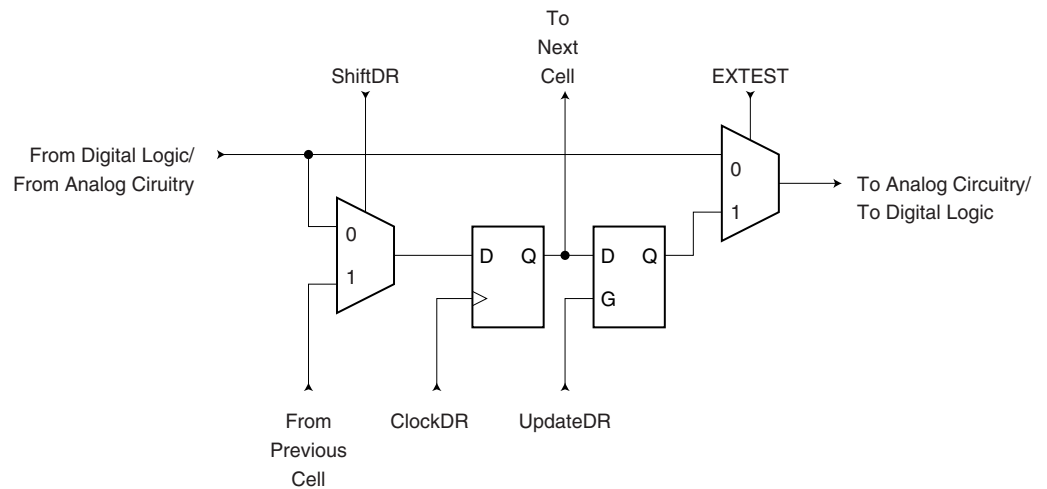 To
Next
Cell
ShiftDR
EXTEST
From Digital Logic/
From Analog Ciruitry
0
1
To Analog Circuitry/
To Digital Logic
0
1
D Q
D Q
G
From
Previous
Cell
ClockDR
UpdateDR